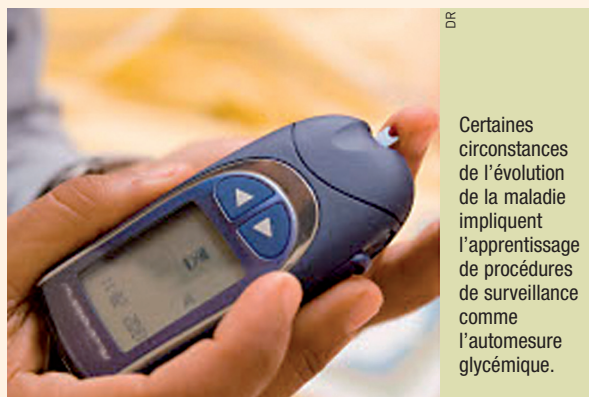 DR
Certaines
circonstances
de l’évolution
de la maladie
impliquent
l’apprentissage
de procédures
de surveillance
comme
l’automesure
glycémique.